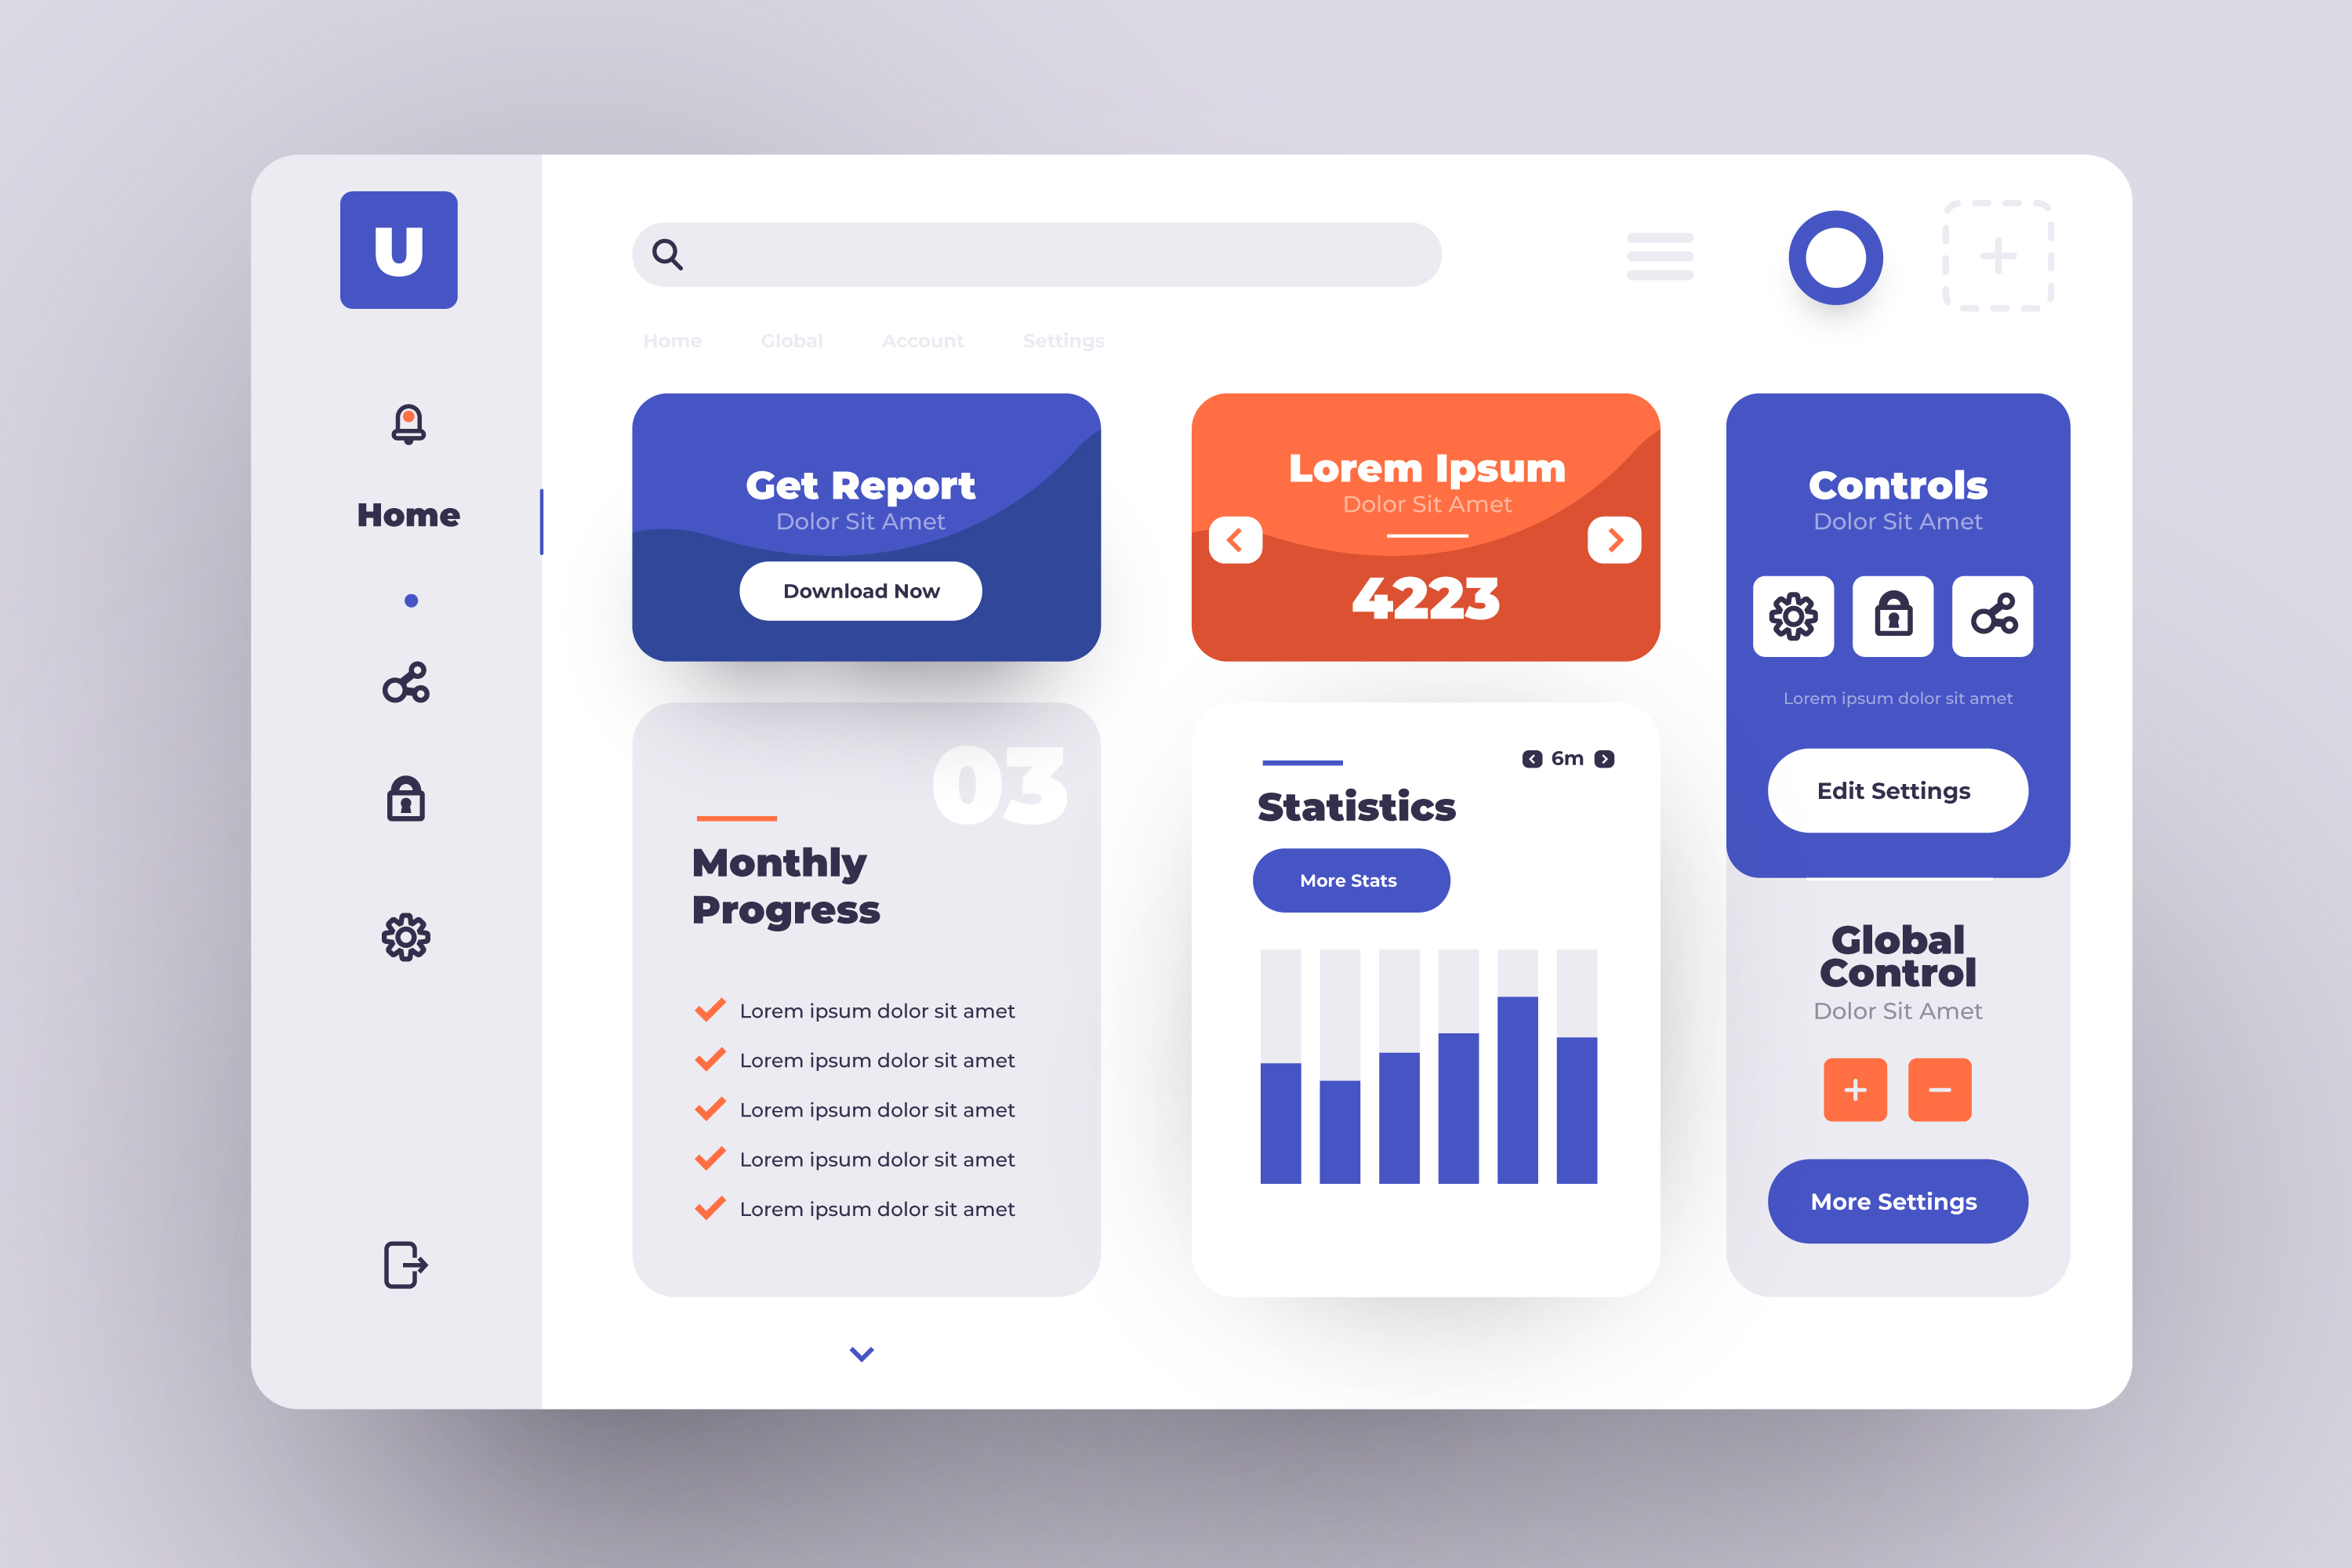 U
Home
Home Global Account Settings
Get Report
Dolor Sit Amet
Download Now
Lorem Ipsum
Dolor Sit Amet
4223
Controls
Dolor Sit Amet
Lorem ipsum dolor sit amet
Edit Settings
03
Monthly
Progress
Lorem ipsum dolor sit amet
Lorem ipsum dolor sit amet
Lorem ipsum dolor sit amet
Lorem ipsum dolor sit amet
Lorem ipsum dolor sit amet
6m
Statistics
More Stats
Global
Control
Dolor Sit Amet
More Settings